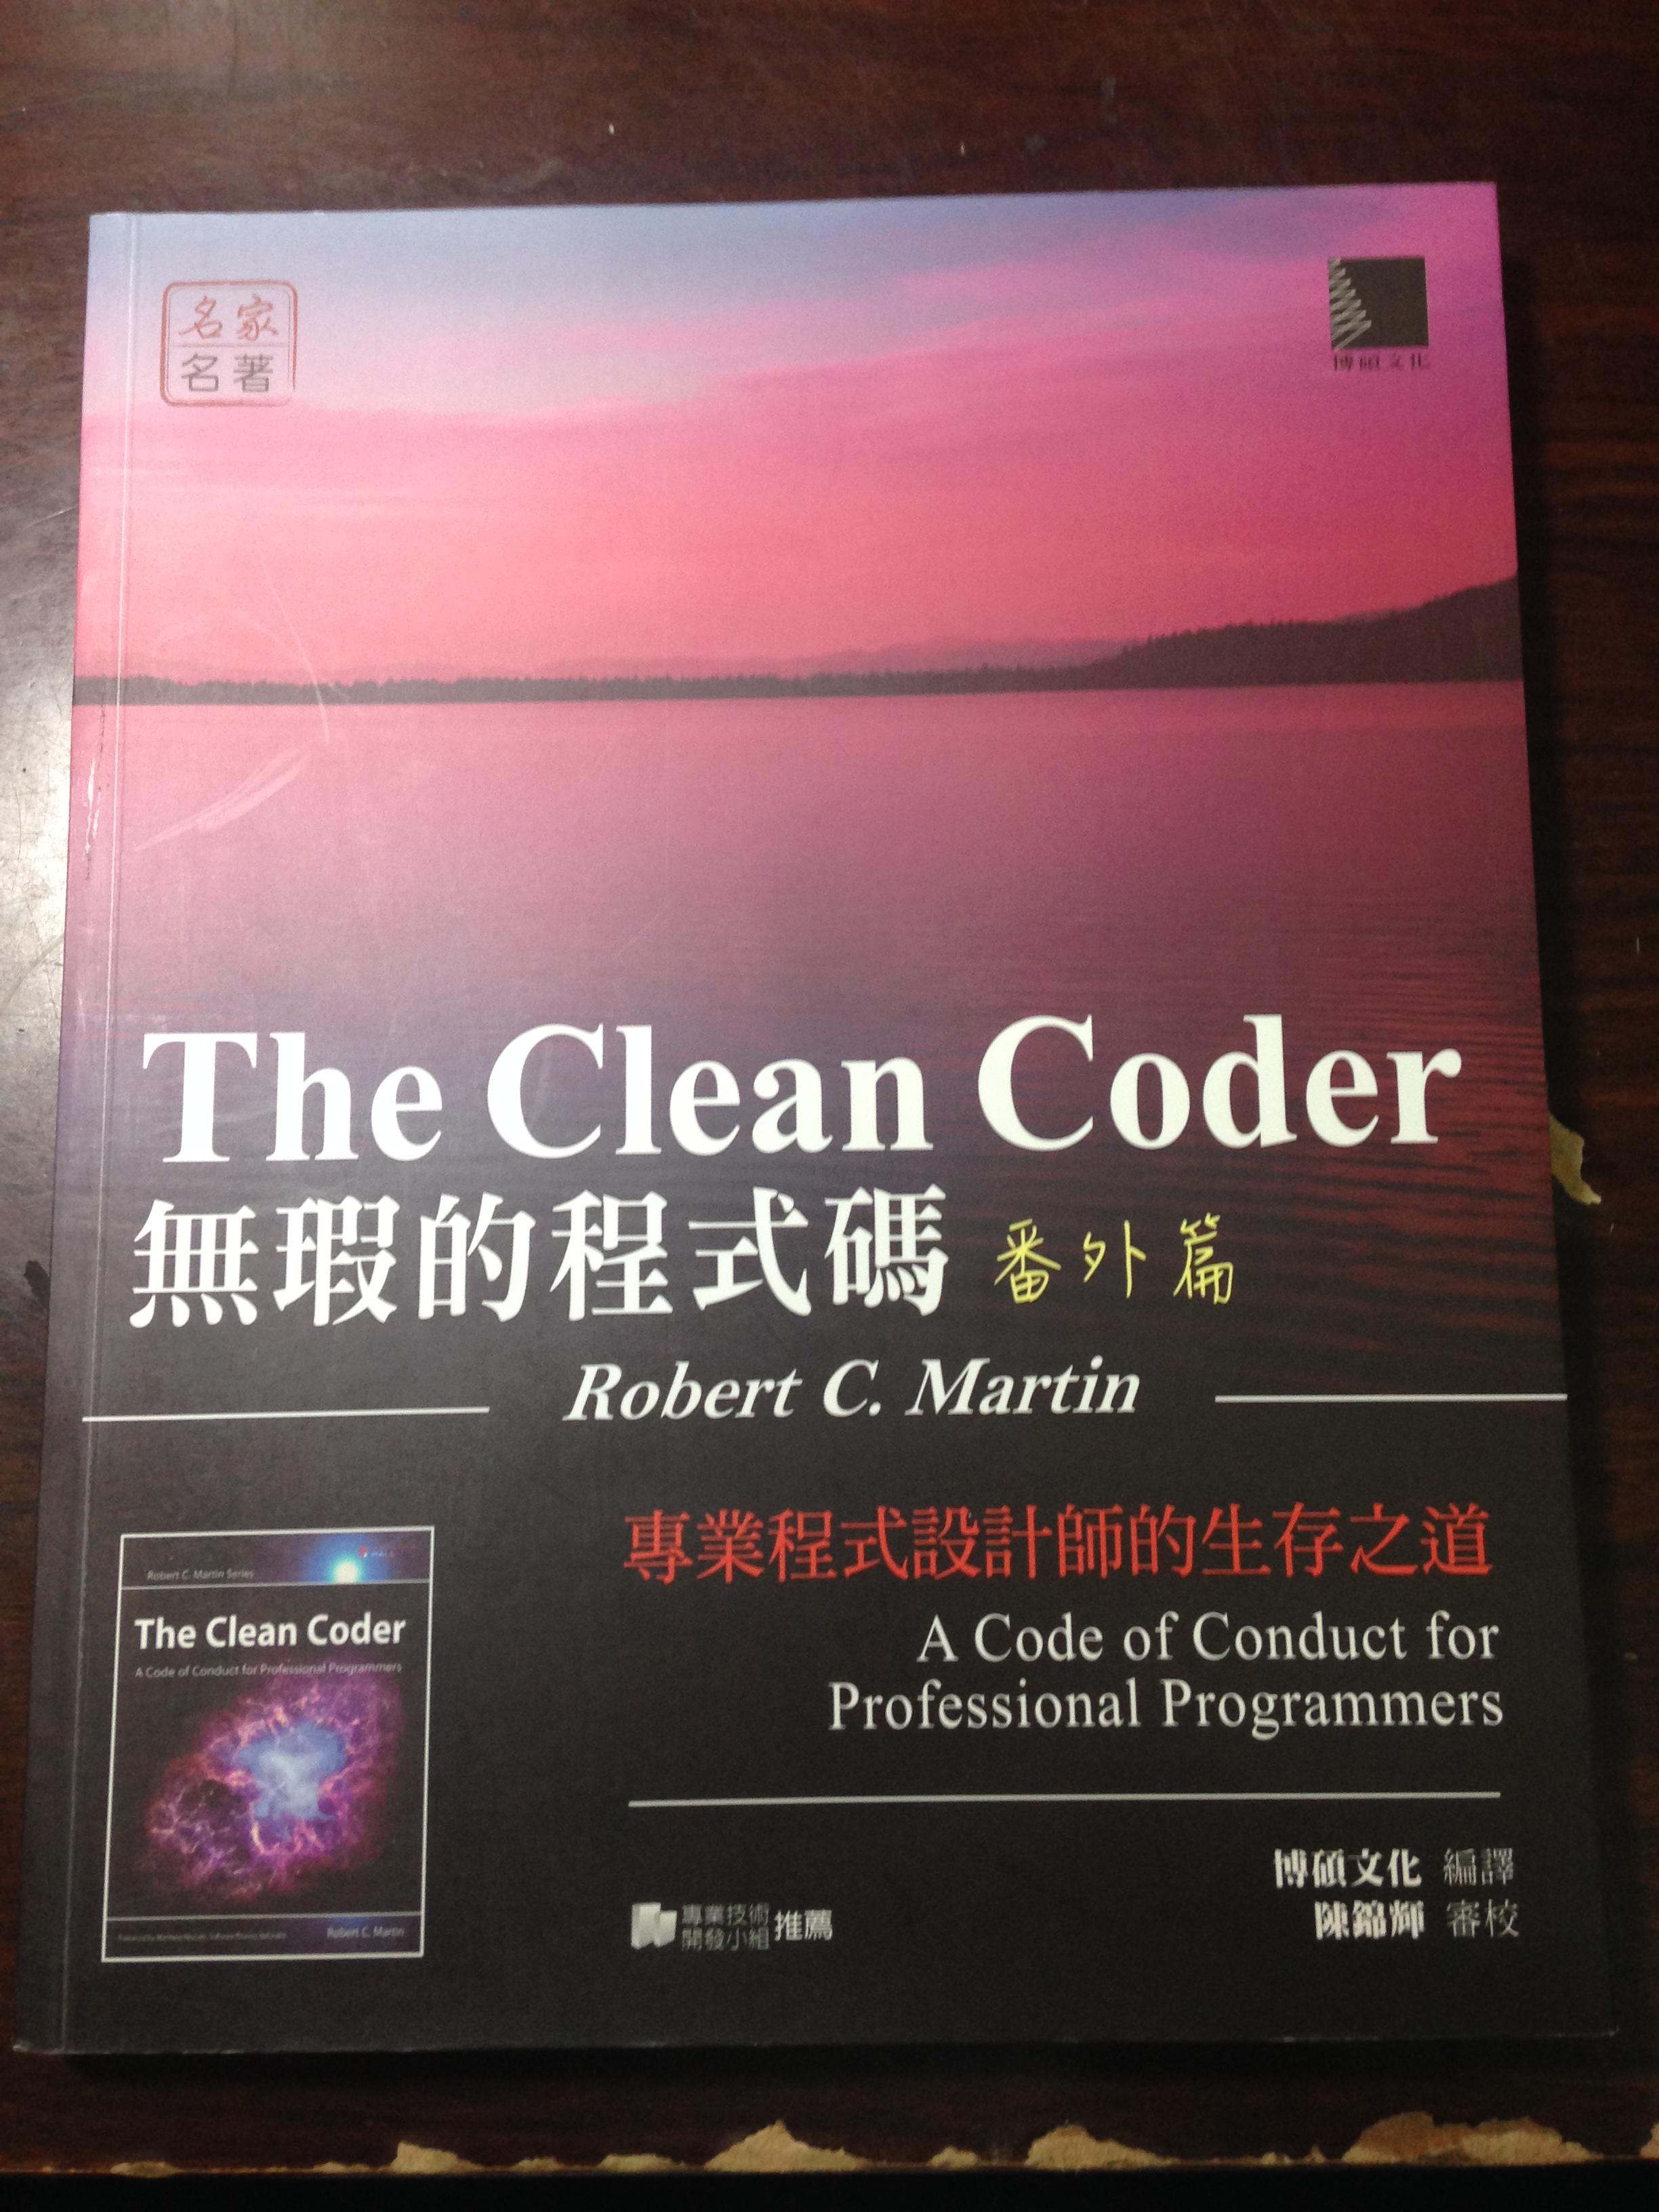 名家
名著
博碩文化
The Clean Coder
無瑕的程式碼 番外篇
Robert C. Martin
專業程式設計師的生存之道
A Code of Conduct for
Professional Programmers
Robert C. Martin Series
The Clean Coder
A Code of Conduct for Professional Programmers
Robert C. Martin
專業技術
開發小組 推薦
博碩文化 編譯
陳錦輝 審校